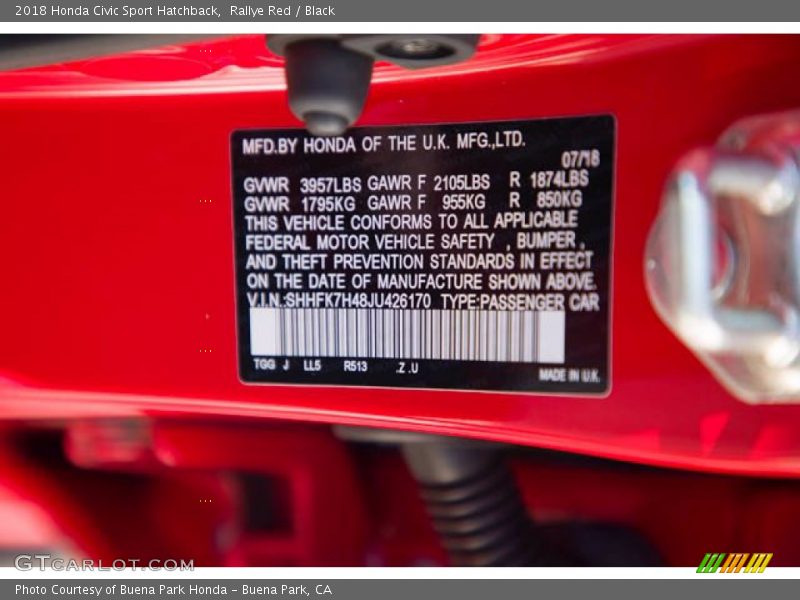 2018 Honda Civic Sport Hatchback,  Rallye Red / Black
MFD.BY HONDA OF THE U.K. MFG.,LTD.
07/18
GVWR 3957LBS GAWR F 2105LBS R 1874LBS
GVWR 1795KG GAWR F 955KG R 850KG
THIS VEHICLE CONFORMS TO ALL APPLICABLE
FEDERAL MOTOR VEHICLE SAFETY , BUMPER ,
AND THEFT PREVENTION STANDARDS IN EFFECT
ON THE DATE OF MANUFACTURE SHOWN ABOVE.
V.I.N.:SHHFK7H48JU426170 TYPE:PASSENGER CAR
TGG J LL5 R513 .Z.U
MADE IN U.K.
GTCARLOT.COM
Photo Courtesy of Buena Park Honda – Buena Park, CA